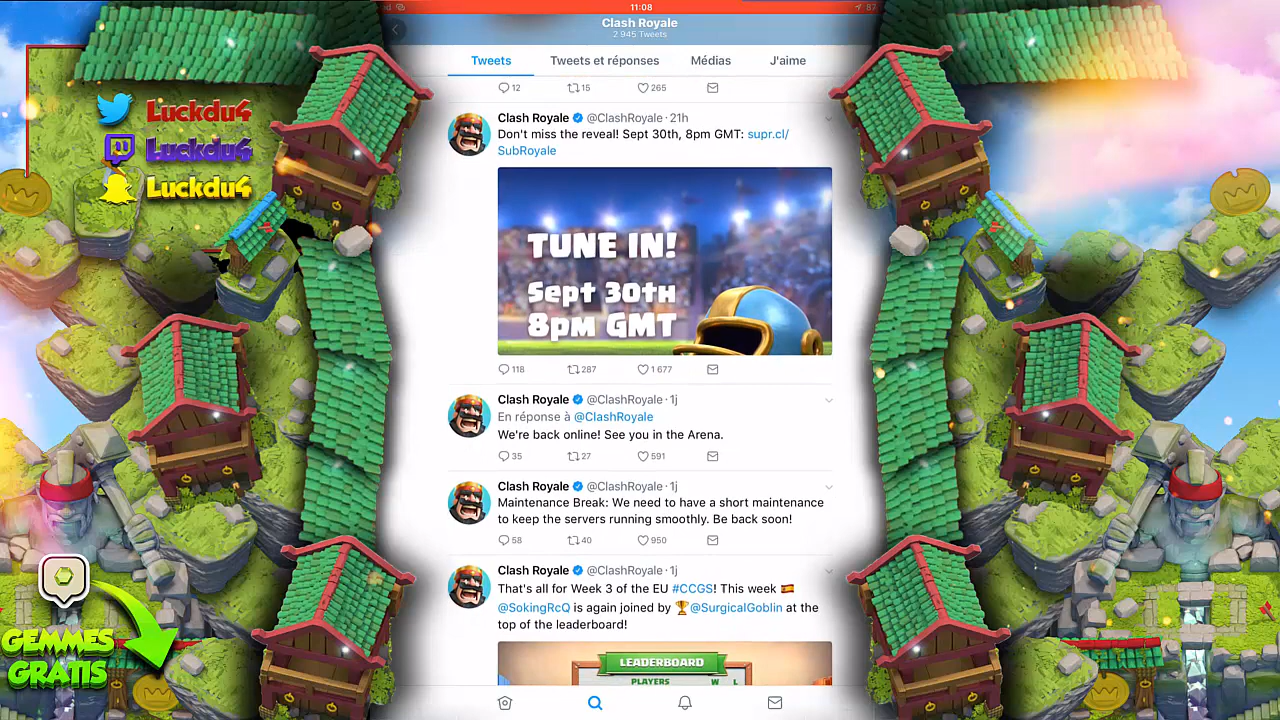 11:08
87
Clash Royale
2 945 Tweets
Tweets
Tweets et réponses
Médias
J'aime
12
15
265
Luckdu4
Luckdu4
Luckdu4
Clash Royale @ClashRoyale · 21h
Don't miss the reveal! Sept 30th, 8pm GMT: supr.cl/
SubRoyale
TUNE IN!
Sept 30th
8pm GMT
118
287
1 677
Clash Royale @ClashRoyale · 1j
En réponse à @ClashRoyale
We're back online! See you in the Arena.
35
27
591
Clash Royale @ClashRoyale · 1j
Maintenance Break: We need to have a short maintenance
to keep the servers running smoothly. Be back soon!
58
40
950
Clash Royale @ClashRoyale · 1j
That's all for Week 3 of the EU #CCGS! This week 🇪🇸
@SokingRcQ is again joined by 🏆@SurgicalGoblin at the
top of the leaderboard!
LEADERBOARD
PLAYERS W L
GEMMES
GRATIS